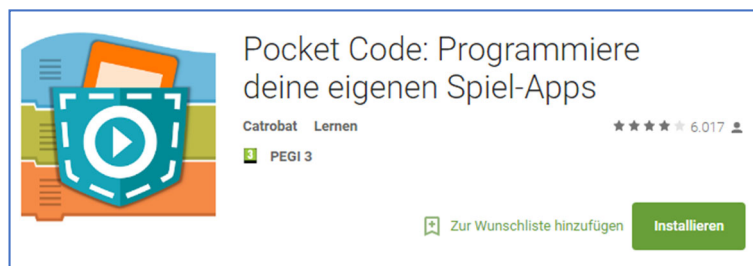 Pocket Code: Programmiere
deine eigenen Spiel-Apps
Catrobat Lernen
6.017
3 PEGI 3
Zur Wunschliste hinzufügen
Installieren